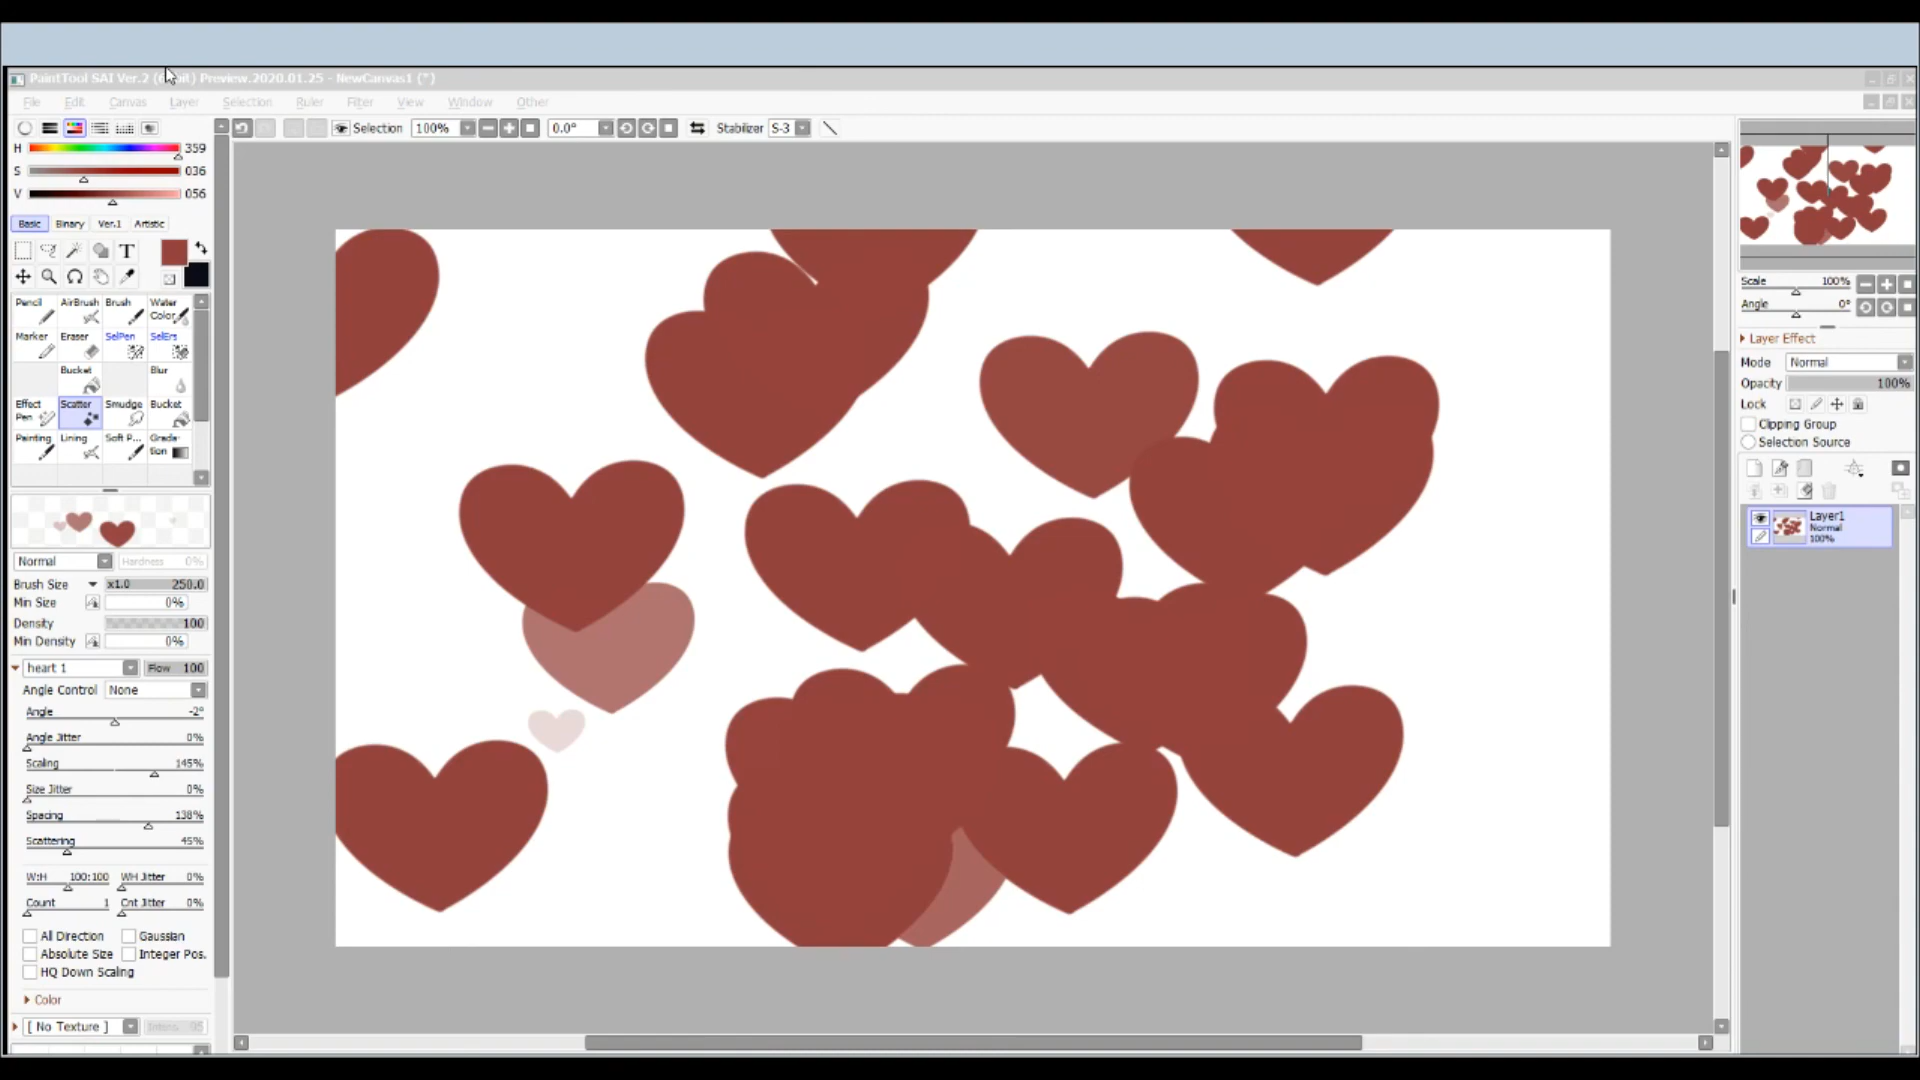 PaintTool SAI Ver.2 ( bit) Preview.2020.01.25 - NewCanvas1 (*)
File Edit Canvas Layer Selection Ruler Filter View Window Other
Selection 100% 0.0° Stabilizer S-3
H 359
S 036
V 056
Basic Binary Ver.1 Artistic
T
Pencil AirBrush Brush Water Color
Marker Eraser SelPen SelErs
Bucket Blur
Effect Pen Scatter Smudge Bucket
Painting Lining Soft P... Gradation
Normal Hardness 0%
Brush Size x1.0 250.0
Min Size 0%
Density 100
Min Density 0%
heart 1 Flow 100
Angle Control None
Angle -2°
Angle Jitter 0%
Scaling 145%
Size Jitter 0%
Spacing 138%
Scattering 45%
W:H 100:100 WH Jitter 0%
Count 1 Cnt Jitter 0%
All Direction Gaussian
Absolute Size Integer Pos.
HQ Down Scaling
Color
[ No Texture ] 95
Scale 100%
Angle 0°
Layer Effect
Mode Normal
Opacity 100%
Lock
Clipping Group
Selection Source
Layer1
Normal
100%